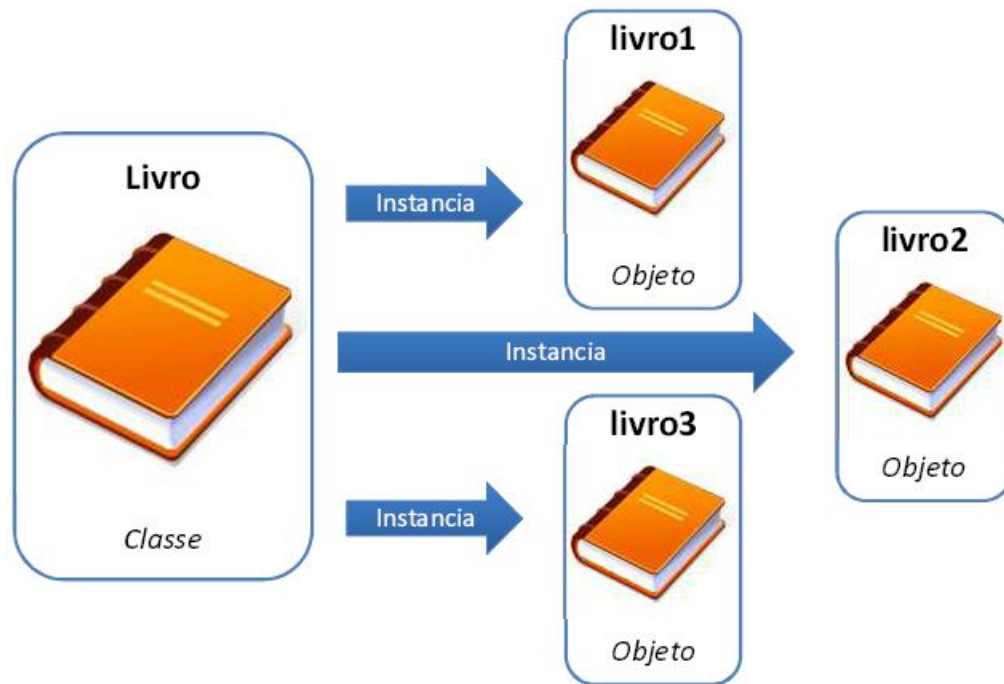 Livro
Classe
Instancia
livro1
Objeto
Instancia
livro2
Objeto
Instancia
livro3
Objeto